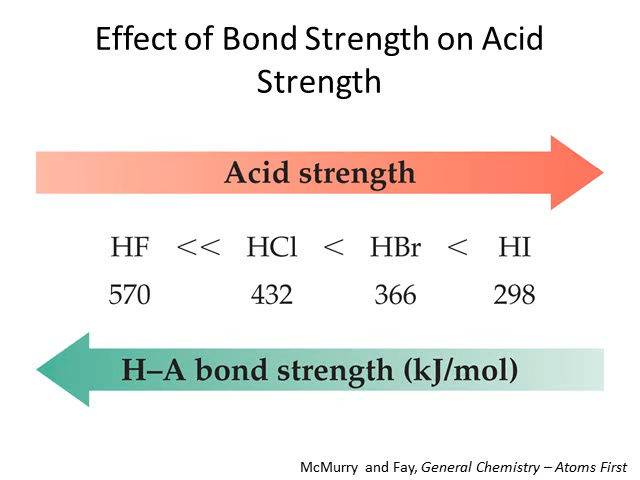 Effect of Bond Strength on Acid
Strength
Acid strength
HF << HCl < HBr < HI
570 432 366 298
H–A bond strength (kJ/mol)
McMurry and Fay, General Chemistry – Atoms First